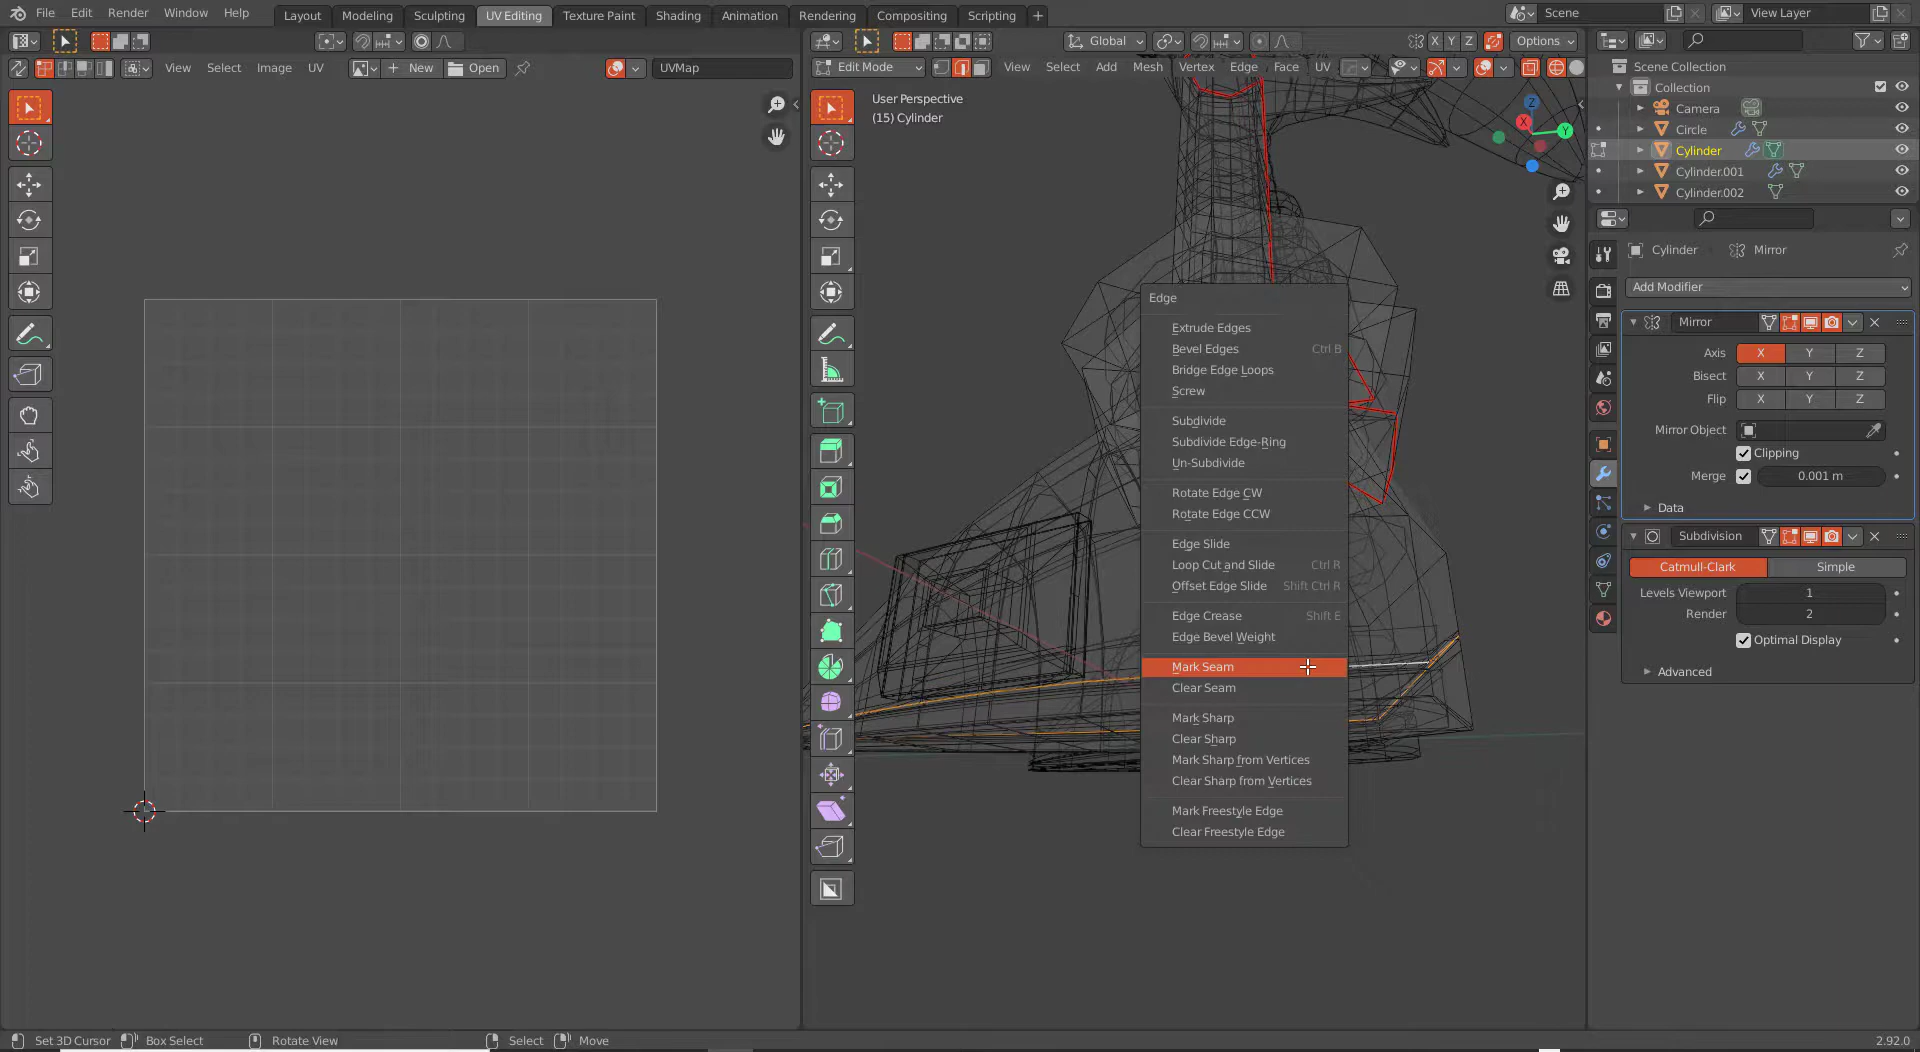 File Edit Render Window Help
Layout Modeling Sculpting UV Editing Texture Paint Shading Animation Rendering Compositing Scripting +
Scene
View Layer
Global
X Y Z
Options
View Select Image UV
New
Open
UVMap
Edit Mode
View Select Add Mesh Vertex Edge Face UV
User Perspective
(15) Cylinder
Z
X
Y
Edge
Extrude Edges
Bevel Edges Ctrl B
Bridge Edge Loops
Screw
Subdivide
Subdivide Edge-Ring
Un-Subdivide
Rotate Edge CW
Rotate Edge CCW
Edge Slide
Loop Cut and Slide Ctrl R
Offset Edge Slide Shift Ctrl R
Edge Crease Shift E
Edge Bevel Weight
Mark Seam
Clear Seam
Mark Sharp
Clear Sharp
Mark Sharp from Vertices
Clear Sharp from Vertices
Mark Freestyle Edge
Clear Freestyle Edge
Scene Collection
Collection
Camera
Circle
Cylinder
Cylinder.001
Cylinder.002
Cylinder Mirror
Add Modifier
Mirror
Axis X Y Z
Bisect X Y Z
Flip X Y Z
Mirror Object
Clipping
Merge 0.001 m
Data
Subdivision
Catmull-Clark Simple
Levels Viewport 1
Render 2
Optimal Display
Advanced
Set 3D Cursor Box Select Rotate View Select Move 2.92.0